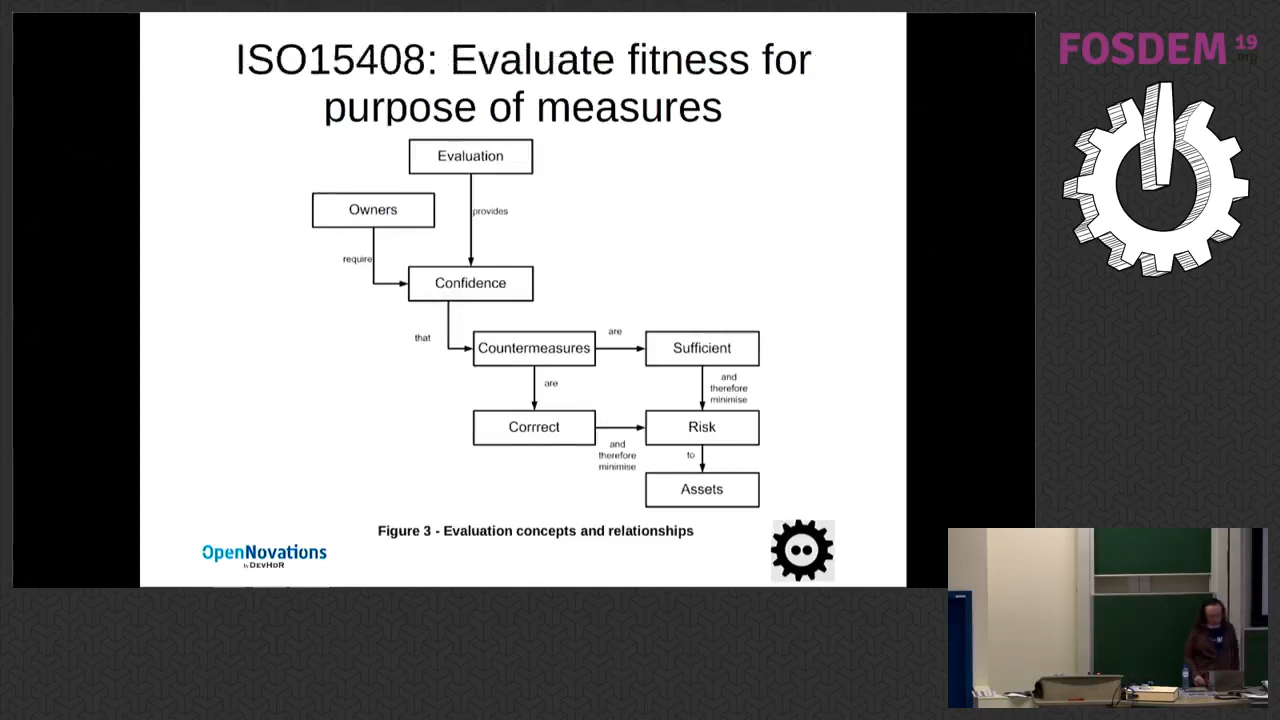 ISO15408: Evaluate fitness for
purpose of measures
Evaluation
Owners
provides
require
Confidence
that
Countermeasures
are
Sufficient
are
and
therefore
minimise
Corrrect
Risk
and
therefore
minimise
to
Assets
Figure 3 - Evaluation concepts and relationships
OpenNovations
by DEVHDR
FOSDEM 19
.org